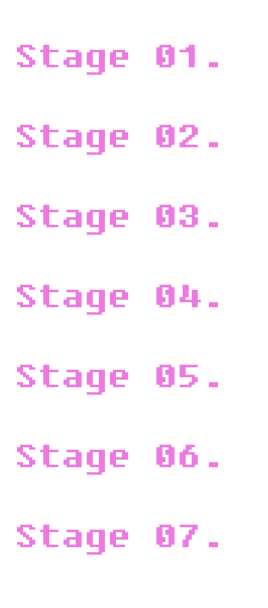 Stage 01.
Stage 02.
Stage 03.
Stage 04.
Stage 05.
Stage 06.
Stage 07.